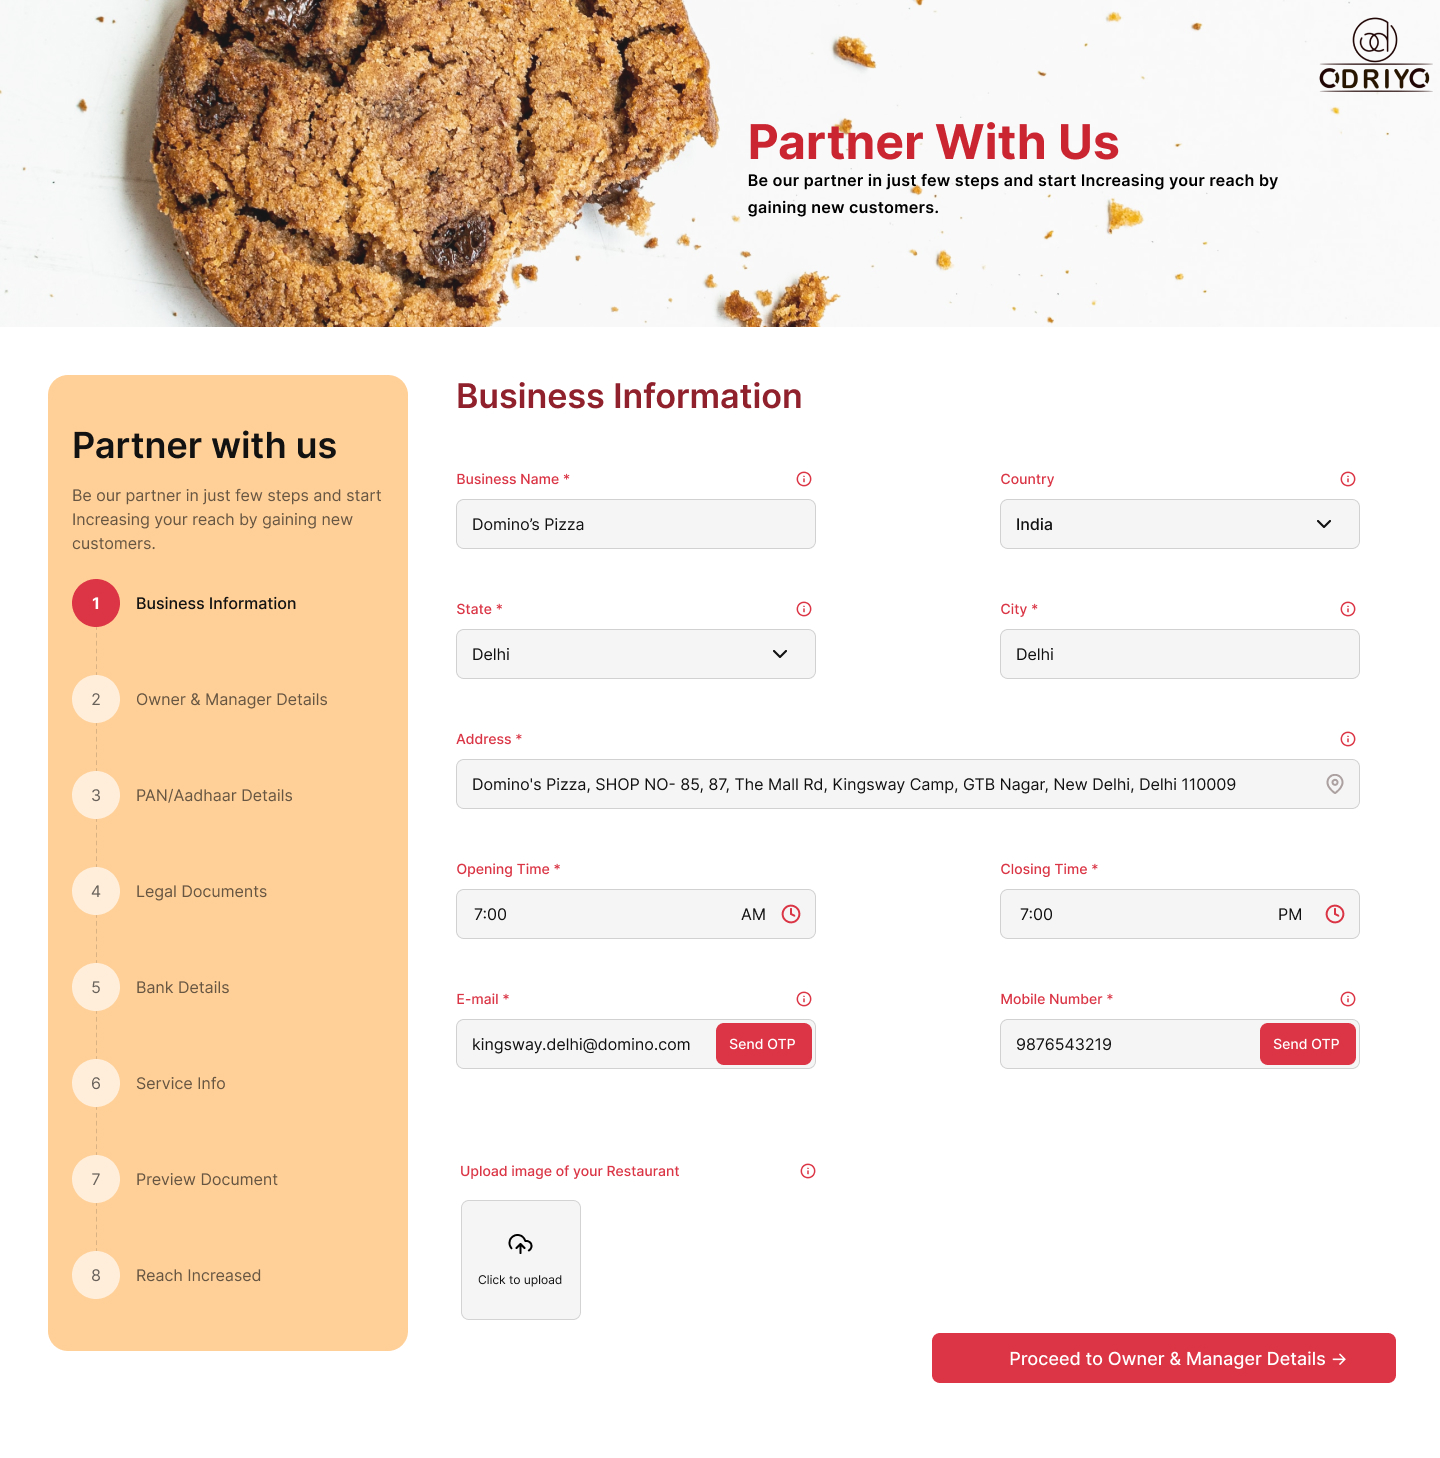 ODRIYO
Partner With Us
Be our partner in just few steps and start Increasing your reach by
gaining new customers.
Partner with us
Be our partner in just few steps and start
Increasing your reach by gaining new
customers.
1 Business Information
2 Owner & Manager Details
3 PAN/Aadhaar Details
4 Legal Documents
5 Bank Details
6 Service Info
7 Preview Document
8 Reach Increased
Business Information
Business Name *
Domino’s Pizza
Country
India
State *
Delhi
City *
Delhi
Address *
Domino's Pizza, SHOP NO- 85, 87, The Mall Rd, Kingsway Camp, GTB Nagar, New Delhi, Delhi 110009
Opening Time *
7:00 AM
Closing Time *
7:00 PM
E-mail *
kingsway.delhi@domino.com Send OTP
Mobile Number *
9876543219 Send OTP
Upload image of your Restaurant
Click to upload
Proceed to Owner & Manager Details →